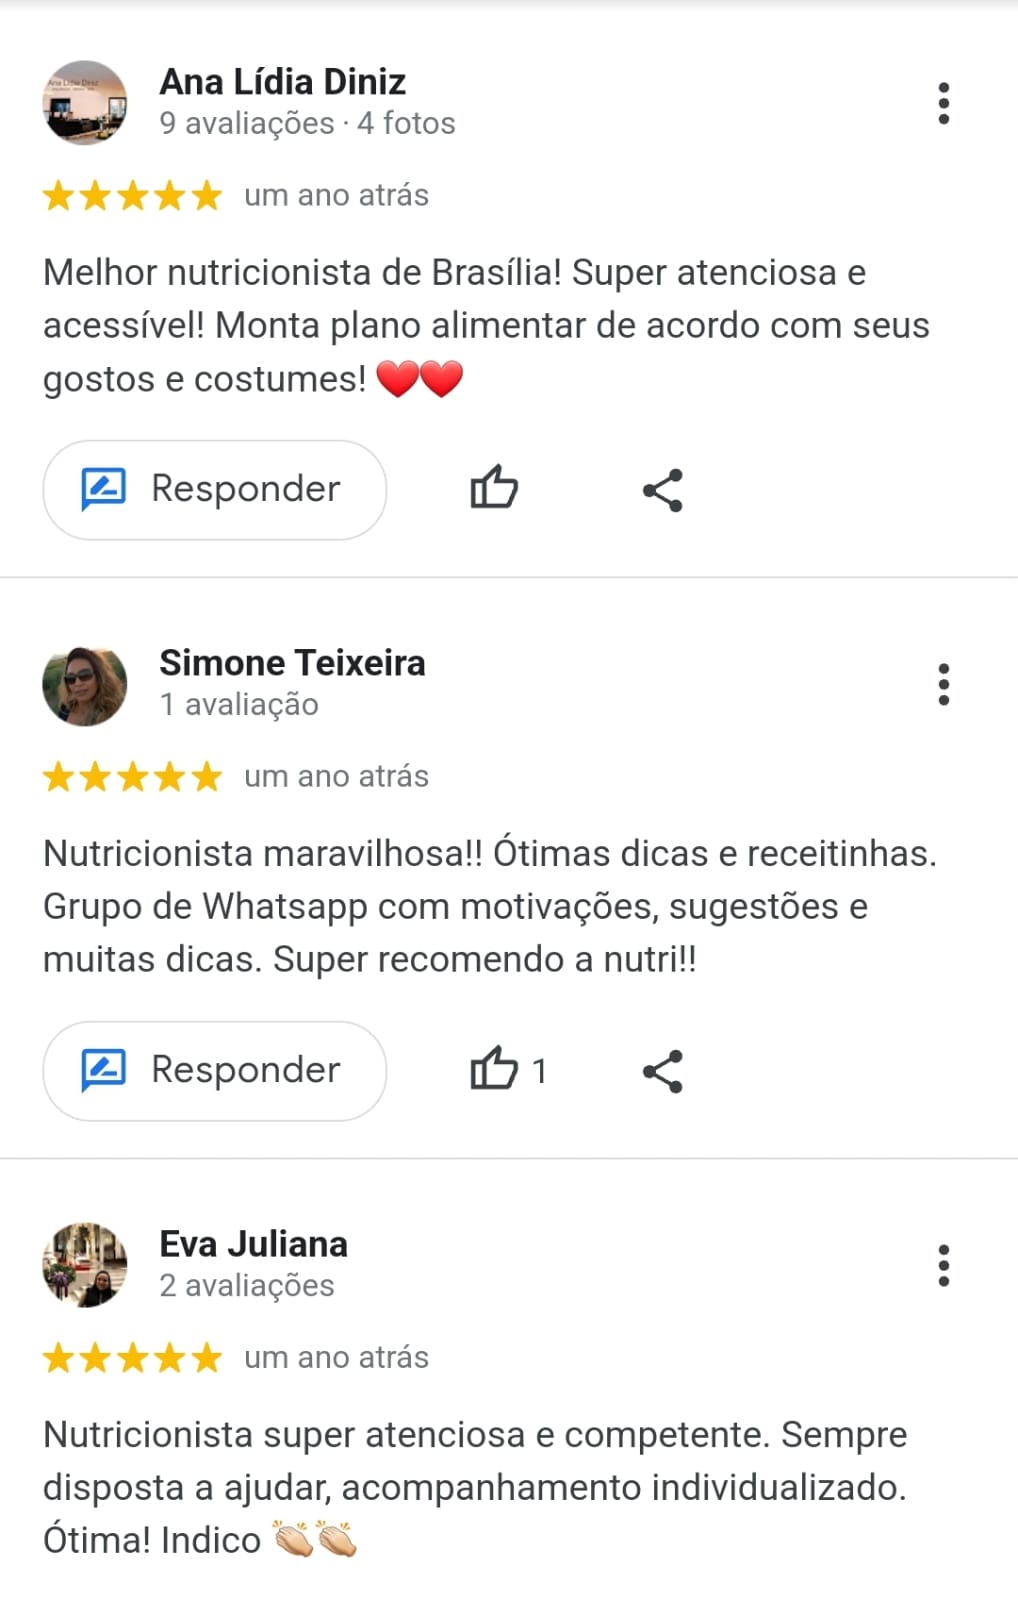 Ana Lídia Diniz
9 avaliações · 4 fotos
um ano atrás
Melhor nutricionista de Brasília! Super atenciosa e
acessível! Monta plano alimentar de acordo com seus
gostos e costumes! ❤️❤️
Responder
Simone Teixeira
1 avaliação
um ano atrás
Nutricionista maravilhosa!! Ótimas dicas e receitinhas.
Grupo de Whatsapp com motivações, sugestões e
muitas dicas. Super recomendo a nutri!!
Responder
1
Eva Juliana
2 avaliações
um ano atrás
Nutricionista super atenciosa e competente. Sempre
disposta a ajudar, acompanhamento individualizado.
Ótima! Indico 👏🏼👏🏼